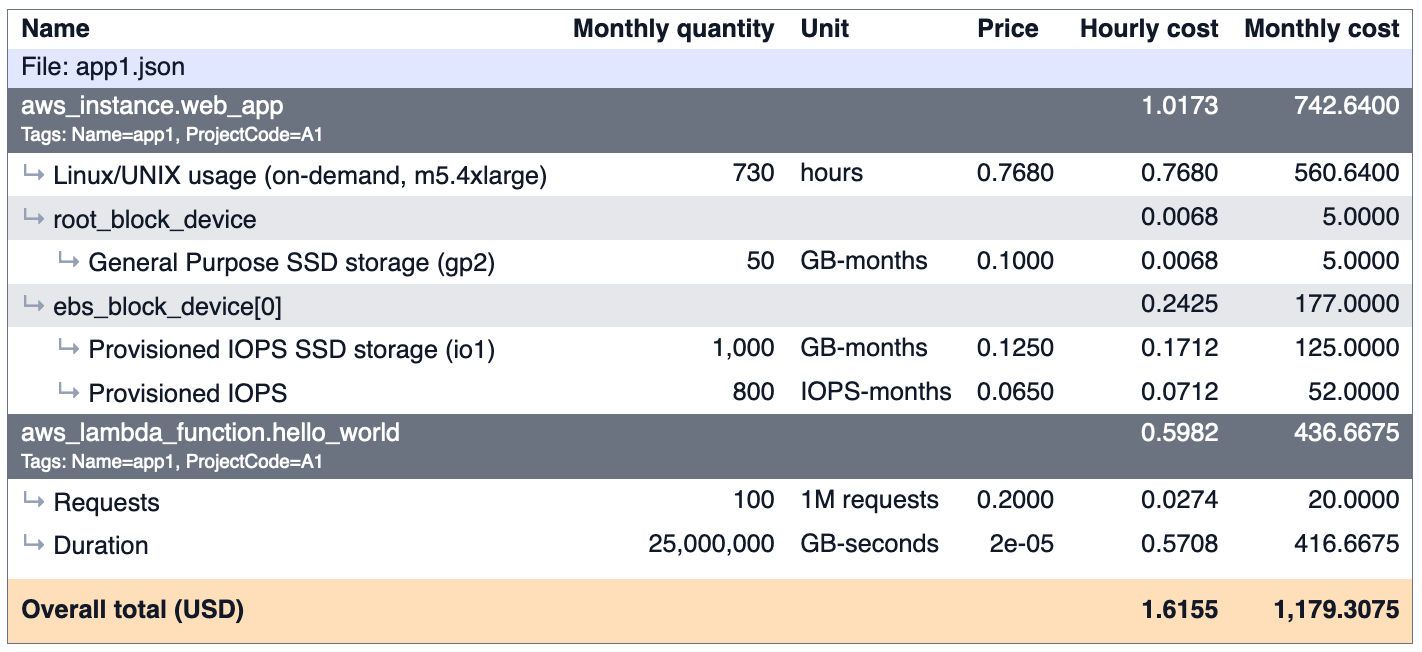 Name Monthly quantity Unit Price Hourly cost Monthly cost
File: app1.json
aws_instance.web_app 1.0173 742.6400
Tags: Name=app1, ProjectCode=A1
Linux/UNIX usage (on-demand, m5.4xlarge) 730 hours 0.7680 0.7680 560.6400
root_block_device 0.0068 5.0000
General Purpose SSD storage (gp2) 50 GB-months 0.1000 0.0068 5.0000
ebs_block_device[0] 0.2425 177.0000
Provisioned IOPS SSD storage (io1) 1,000 GB-months 0.1250 0.1712 125.0000
Provisioned IOPS 800 IOPS-months 0.0650 0.0712 52.0000
aws_lambda_function.hello_world 0.5982 436.6675
Tags: Name=app1, ProjectCode=A1
Requests 100 1M requests 0.2000 0.0274 20.0000
Duration 25,000,000 GB-seconds 2e-05 0.5708 416.6675
Overall total (USD) 1.6155 1,179.3075